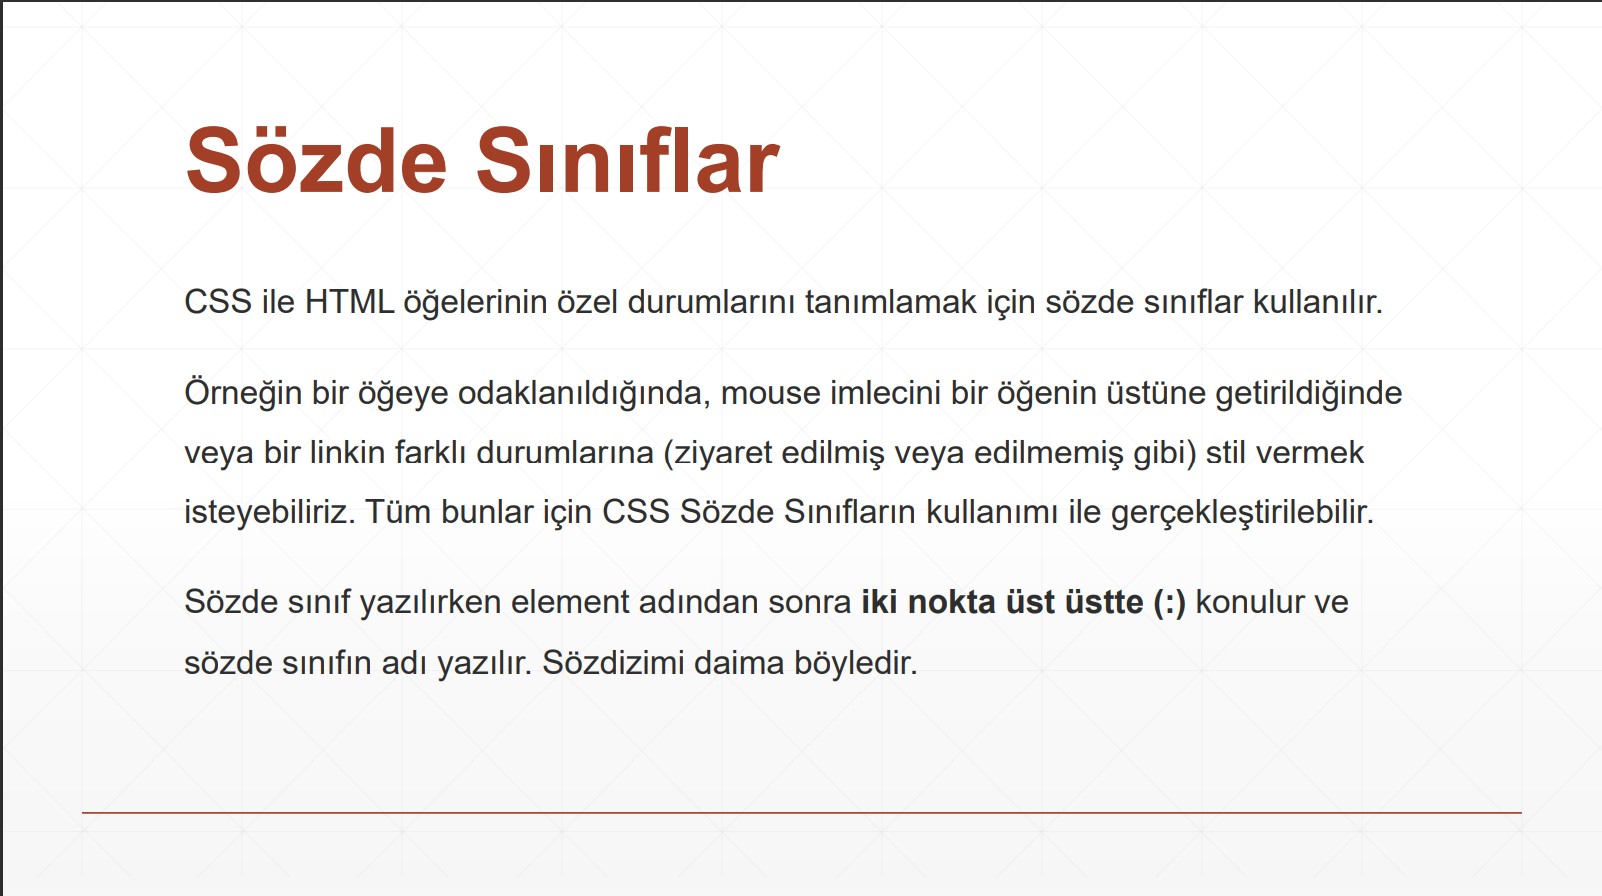 Sözde Sınıflar
CSS ile HTML öğelerinin özel durumlarını tanımlamak için sözde sınıflar kullanılır.
Örneğin bir öğeye odaklanıldığında, mouse imlecini bir öğenin üstüne getirildiğinde
veya bir linkin farklı durumlarına (ziyaret edilmiş veya edilmemiş gibi) stil vermek
isteyebiliriz. Tüm bunlar için CSS Sözde Sınıfların kullanımı ile gerçekleştirilebilir.
Sözde sınıf yazılırken element adından sonra iki nokta üst üstte (:) konulur ve
sözde sınıfın adı yazılır. Sözdizimi daima böyledir.